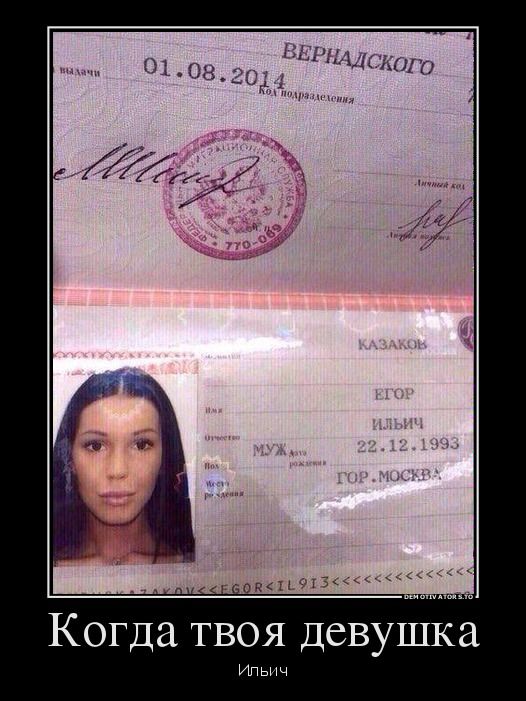 ВЕРНАДСКОГО
выдачи 01.08.2014
Код подразделения
МИГРАЦИОННАЯ СЛУЖБА
ФЕДЕР
770-089
Личный код
Личная подпись
КАЗАКОВ
ЕГОР
Имя
ИЛЬИЧ
Отчество
МУЖ. Дата рождения 22.12.1993
Пол
Место рождения ГОР.МОСКВА
KAZAKOV<<EGOR<IL9I3<<<<<<<<<<<<<<<
DEMOTIVATORS.TO
Когда твоя девушка
Ильич